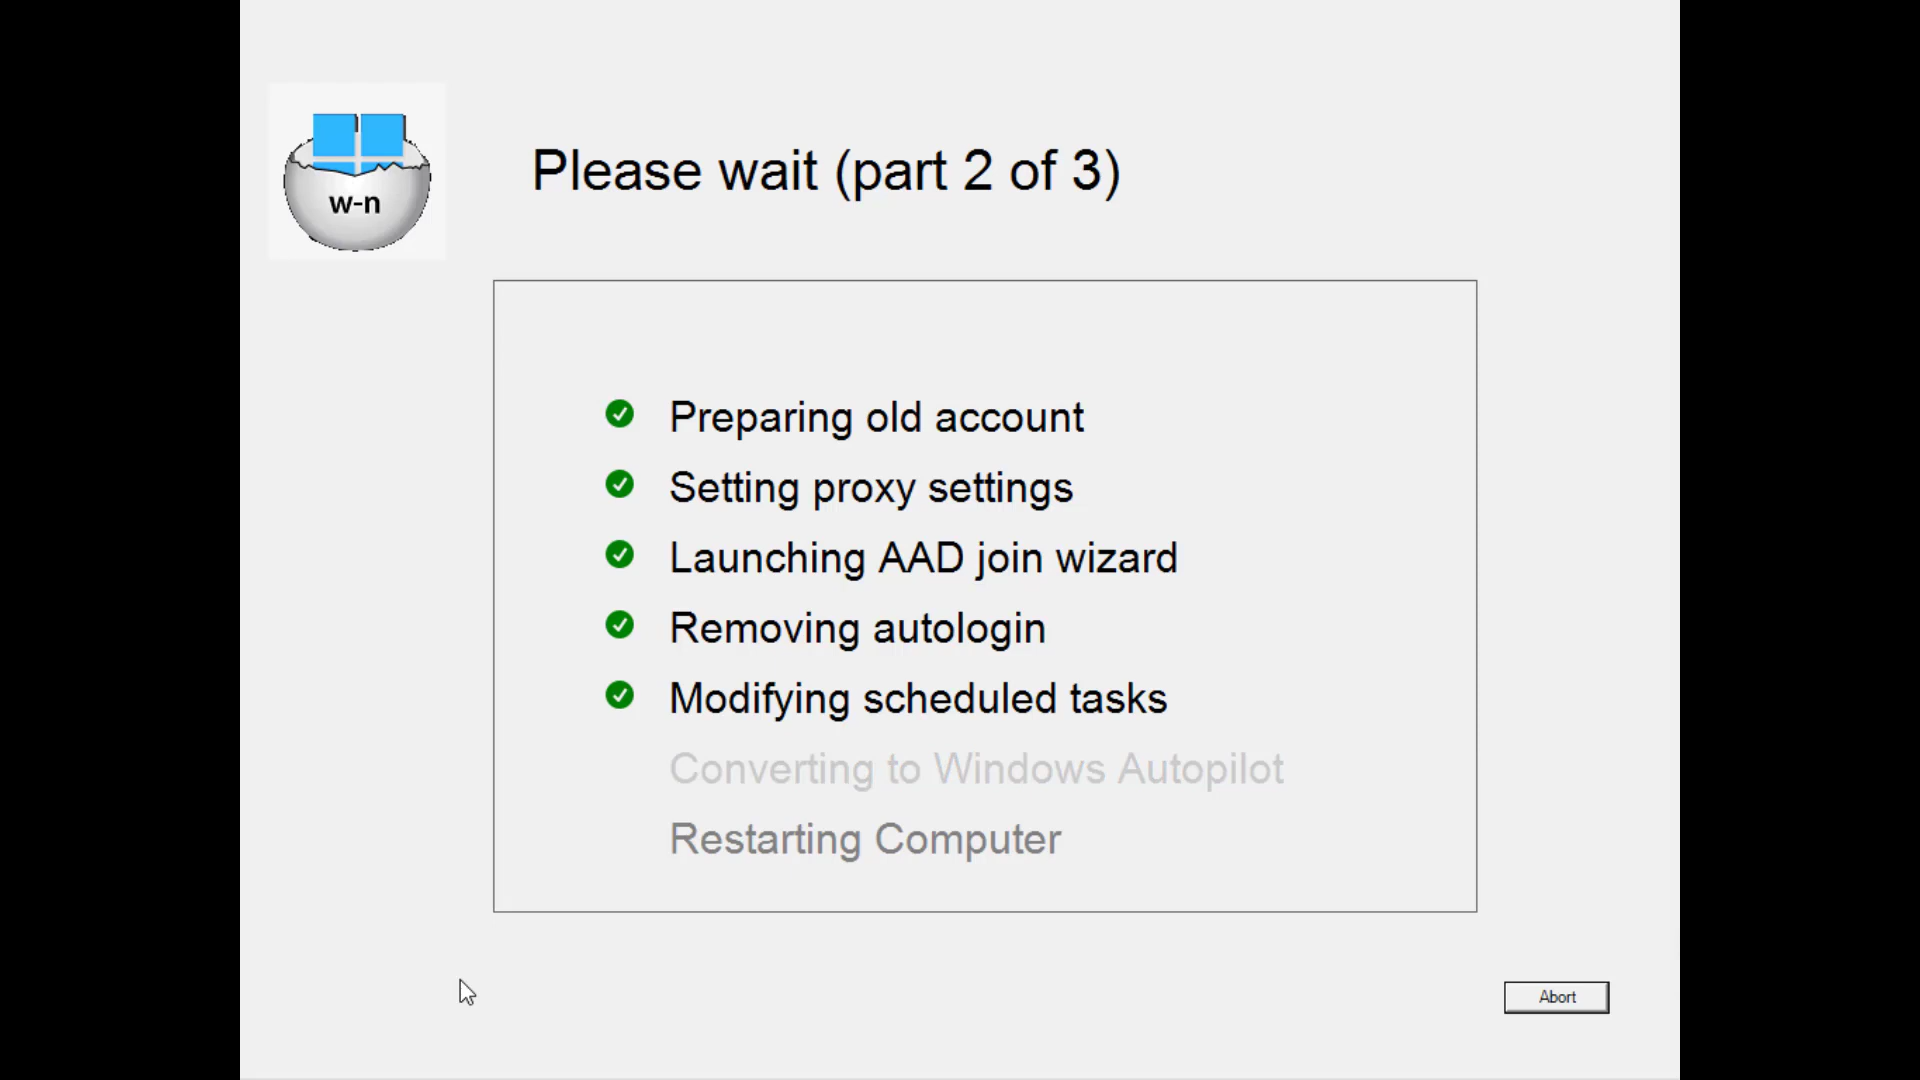 w-n
Please wait (part 2 of 3)
Preparing old account
Setting proxy settings
Launching AAD join wizard
Removing autologin
Modifying scheduled tasks
Converting to Windows Autopilot
Restarting Computer
Abort